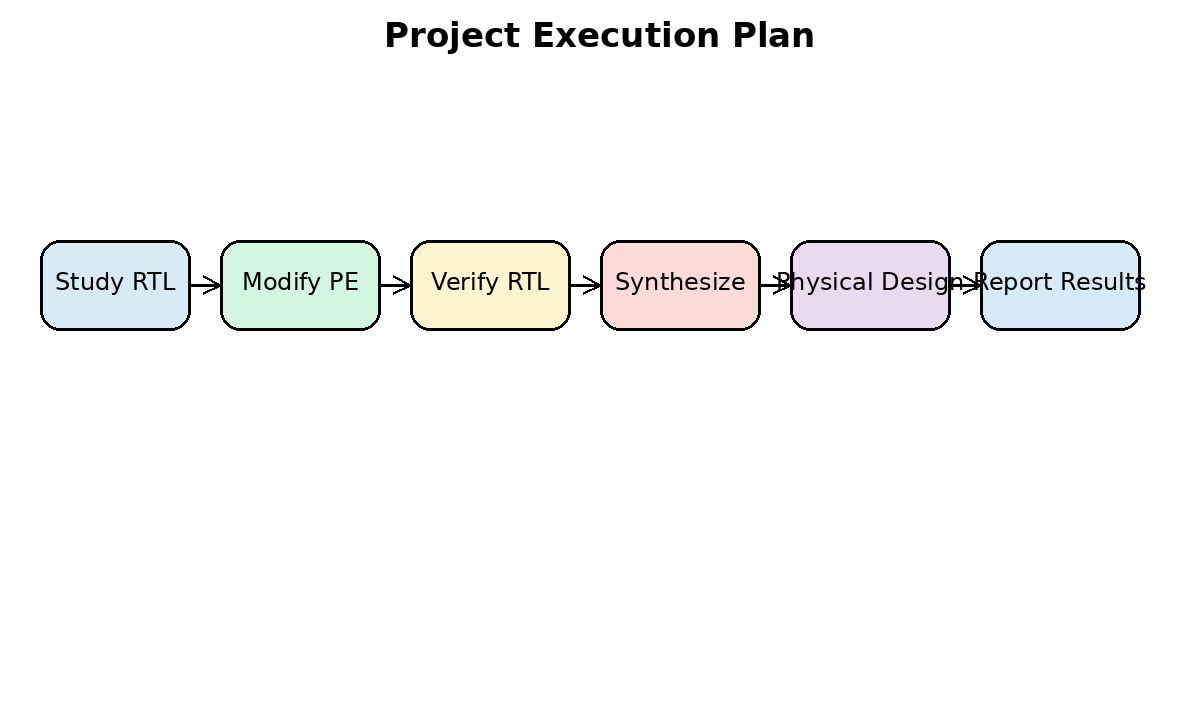 Project Execution Plan
Study RTL
Modify PE
Verify RTL
Synthesize
Physical Design
Report Results